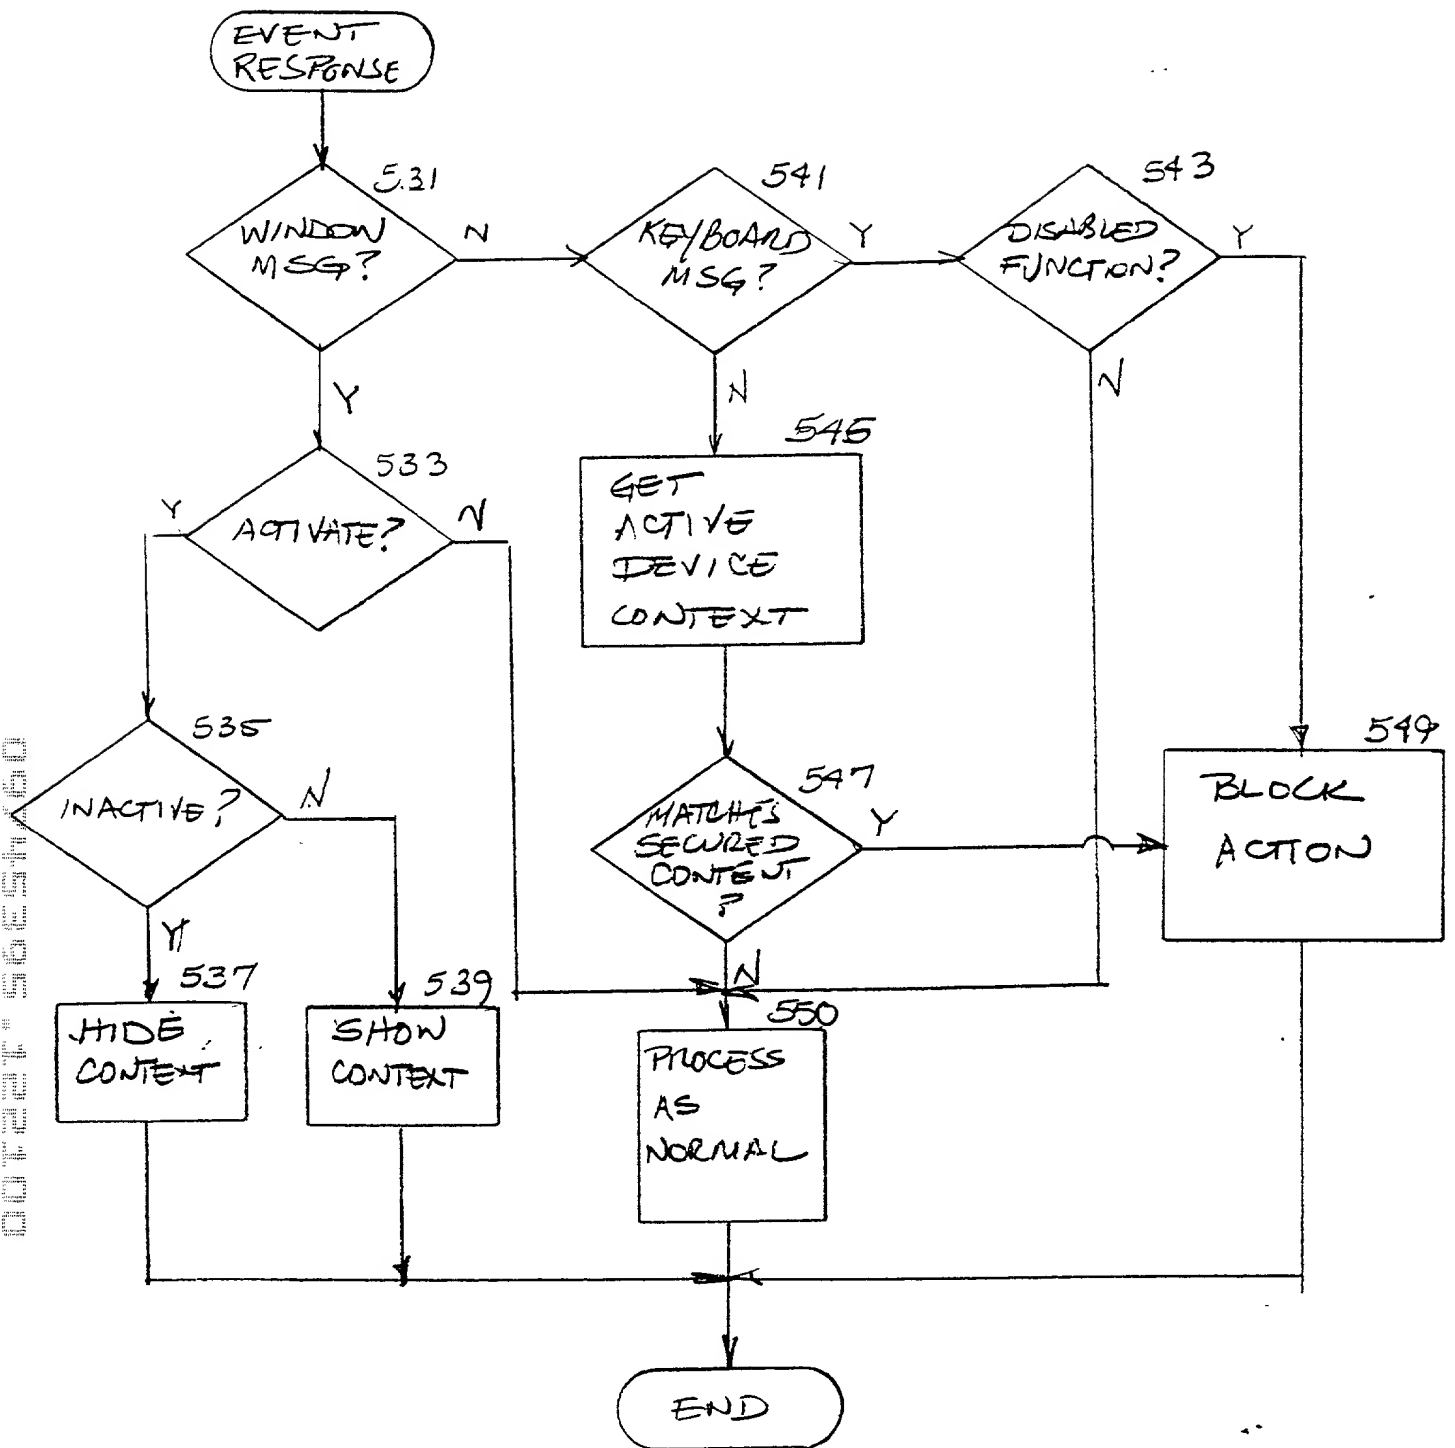 EVENT
RESPONSE
531
WINDOW
MSG?
N
Y
541
KEYBOARD
MSG?
Y
N
543
DISABLED
FUNCTION?
Y
N
533
ACTIVATE?
Y
N
545
GET
ACTIVE
DEVICE
CONTEXT
535
INACTIVE?
N
Y
547
MATCHES
SECURED
CONTENT
?
Y
N
549
BLOCK
ACTION
537
HIDE
CONTEXT
539
SHOW
CONTEXT
550
PROCESS
AS
NORMAL
END